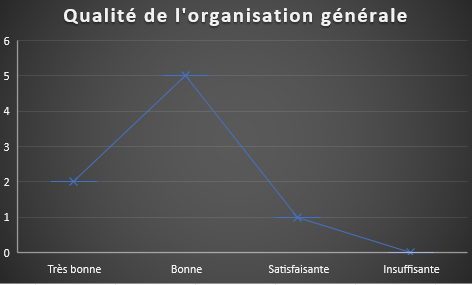 Qualité de l'organisation générale
6
5
4
3
2
1
0
Très bonne
Bonne
Satisfaisante
Insuffisante